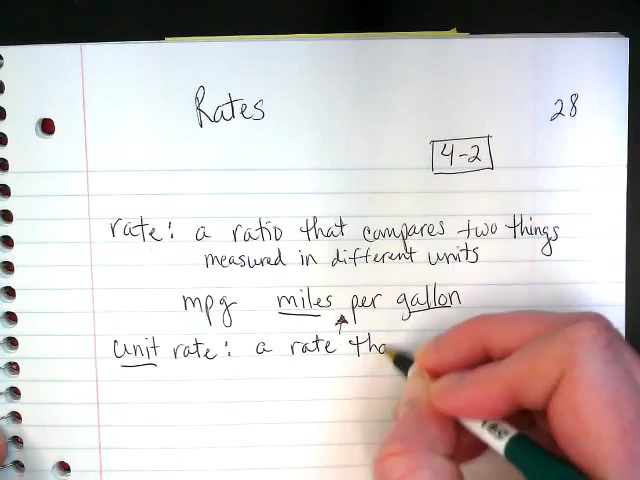 Rates
28
4-2
rate: a ratio that compares two things
measured in different units
mpg miles per gallon
unit rate: a rate tha